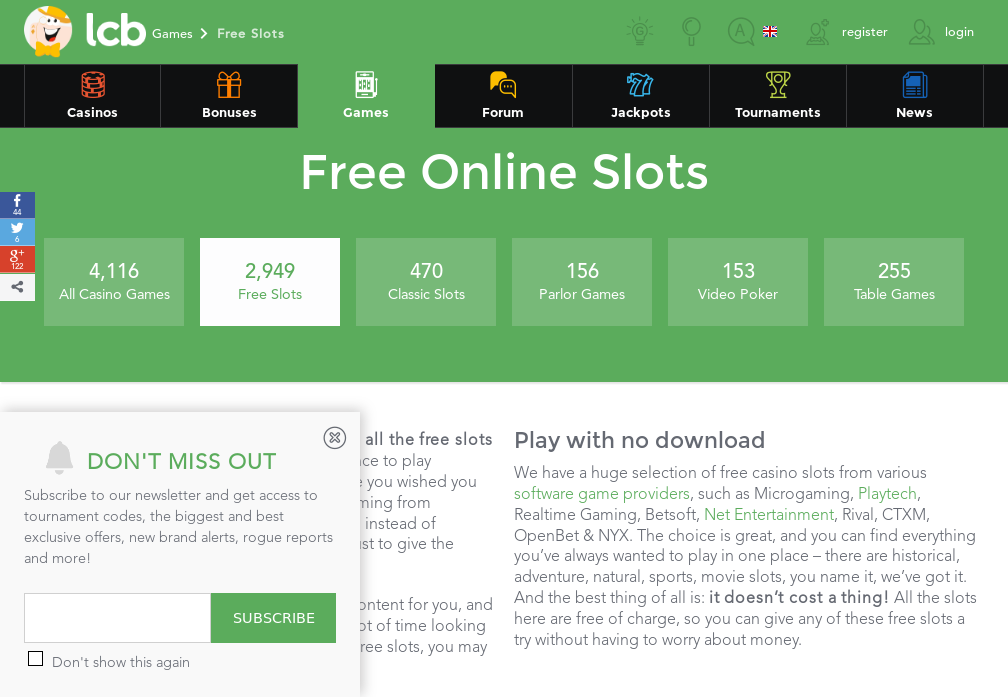 lcb Games Free Slots
register login
Casinos Bonuses Games Forum Jackpots Tournaments News
Free Online Slots
44
6
122
4,116 2,949 470 156 153 255
All Casino Games Free Slots Classic Slots Parlor Games Video Poker Table Games
all the free slots
to play
you wished you
from
instead of
to give the
for you, and
of time looking
slots, you may
DON'T MISS OUT
Subscribe to our newsletter and get access to
tournament codes, the biggest and best
exclusive offers, new brand alerts, rogue reports
and more!
SUBSCRIBE
Don't show this again
Play with no download
We have a huge selection of free casino slots from various
software game providers, such as Microgaming, Playtech,
Realtime Gaming, Betsoft, Net Entertainment, Rival, CTXM,
OpenBet & NYX. The choice is great, and you can find everything
you’ve always wanted to play in one place – there are historical,
adventure, natural, sports, movie slots, you name it, we’ve got it.
And the best thing of all is: it doesn’t cost a thing! All the slots
here are free of charge, so you can give any of these free slots a
try without having to worry about money.